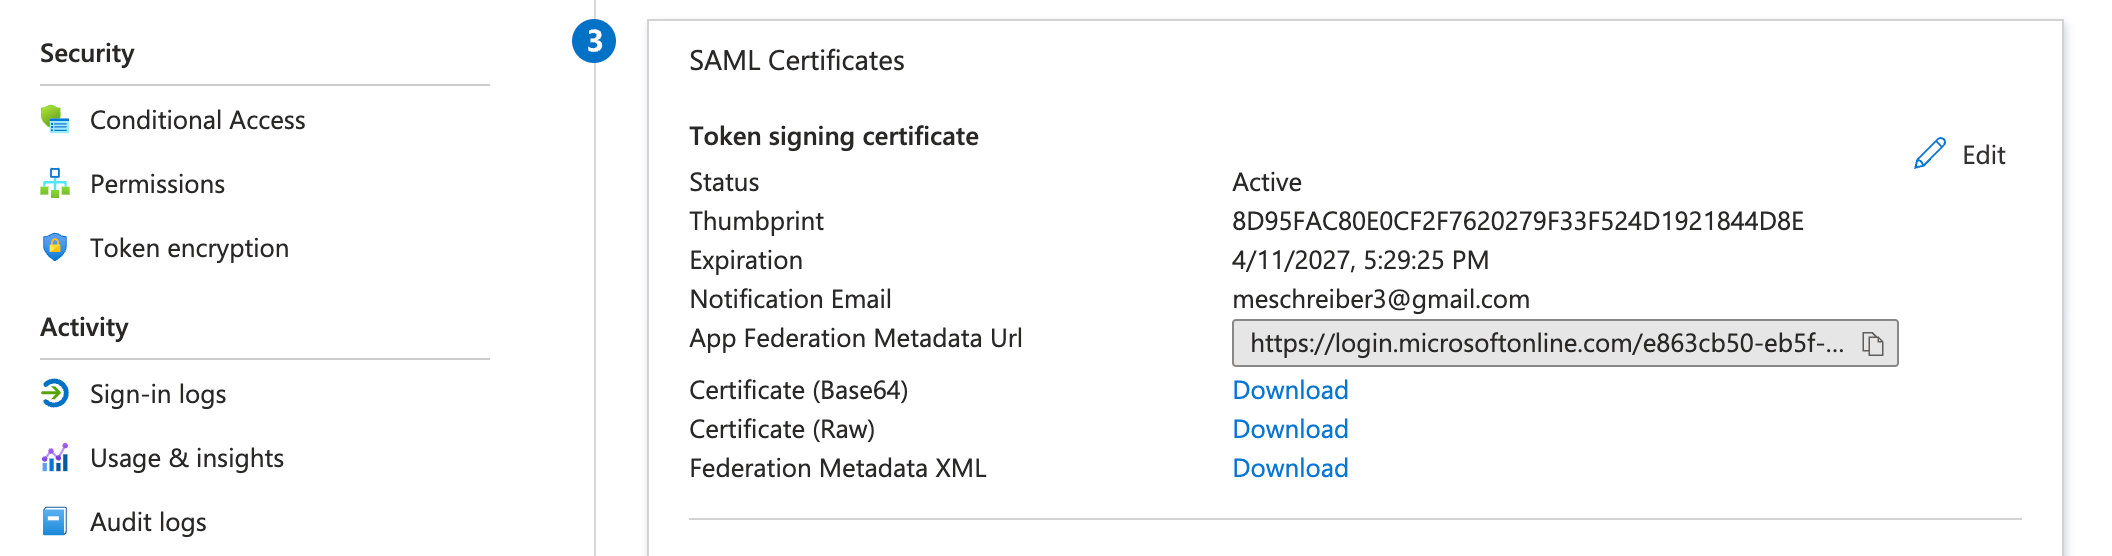 Security
Conditional Access
Permissions
Token encryption
Activity
Sign-in logs
Usage & insights
Audit logs
3
SAML Certificates
Token signing certificate
Edit
Status Active
Thumbprint 8D95FAC80E0CF2F7620279F33F524D1921844D8E
Expiration 4/11/2027, 5:29:25 PM
Notification Email meschreiber3@gmail.com
App Federation Metadata Url https://login.microsoftonline.com/e863cb50-eb5f-...
Certificate (Base64) Download
Certificate (Raw) Download
Federation Metadata XML Download